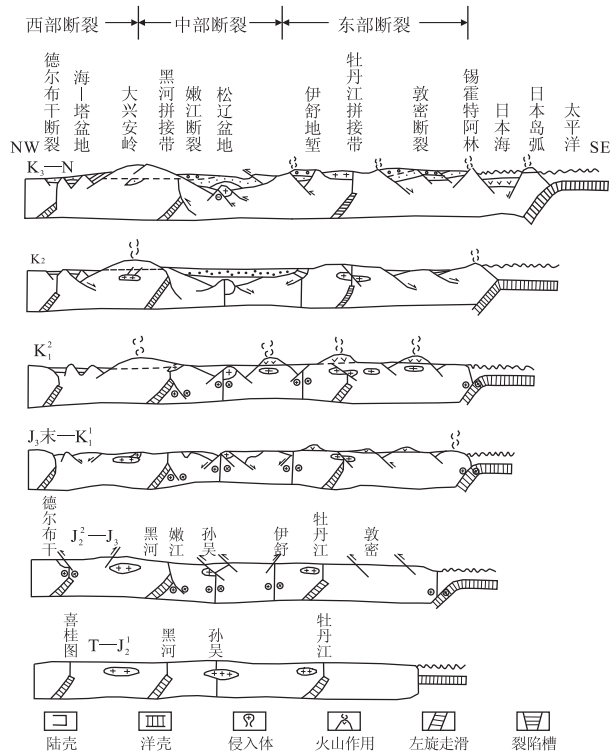 西部断裂 中部断裂 东部断裂
德尔布干断裂
海一塔盆地
大兴安岭
黑河拼接带
嫩江断裂
松辽盆地
伊舒地堑
牡丹江拼接带
敦密断裂
锡霍特阿林
日本海
日本岛弧
太平洋
NW
SE
K₃—N
K₂
K₁²
J₃末—K₁¹
德尔布干
J₂²—J₃
黑河
嫩江
孙吴
伊舒
牡丹江
敦密
喜桂图
T—J₂¹
黑河
孙吴
牡丹江
陆壳 洋壳 侵入体 火山作用 左旋走滑 裂陷槽